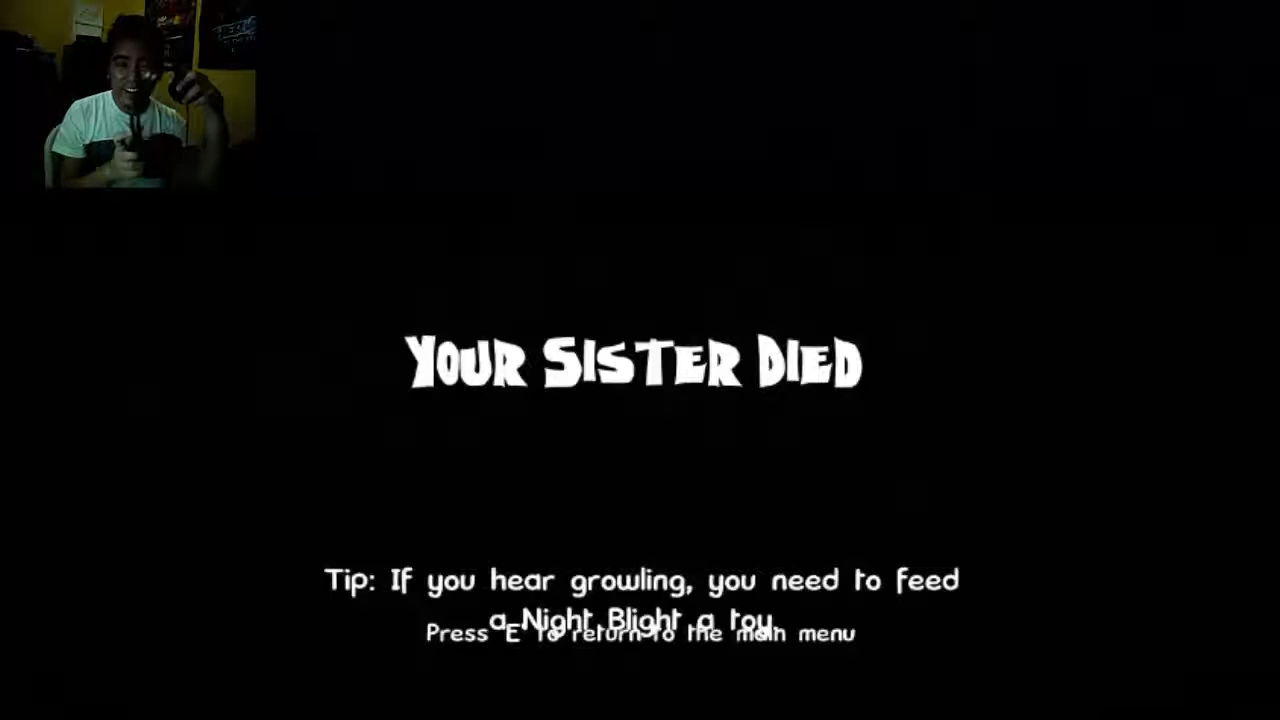 YOUR SISTER DIED
Tip: If you hear growling, you need to feed
a Night Blight a toy.
Press 'E' to return to the main menu